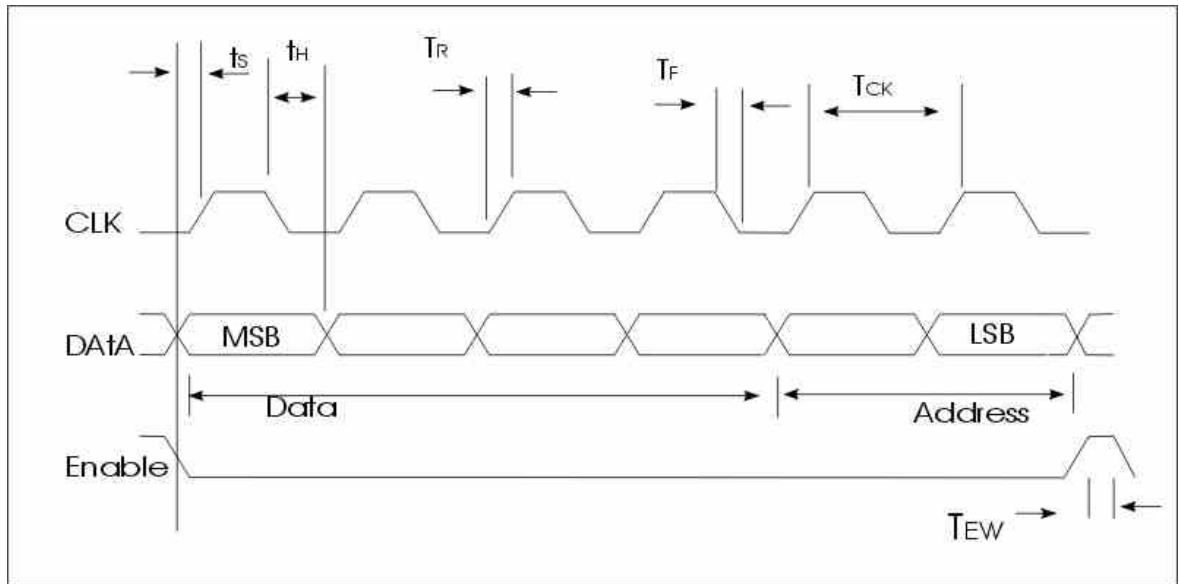 tS tH TR TF TCK
CLK
DAtA MSB LSB
Data Address
Enable
TEW